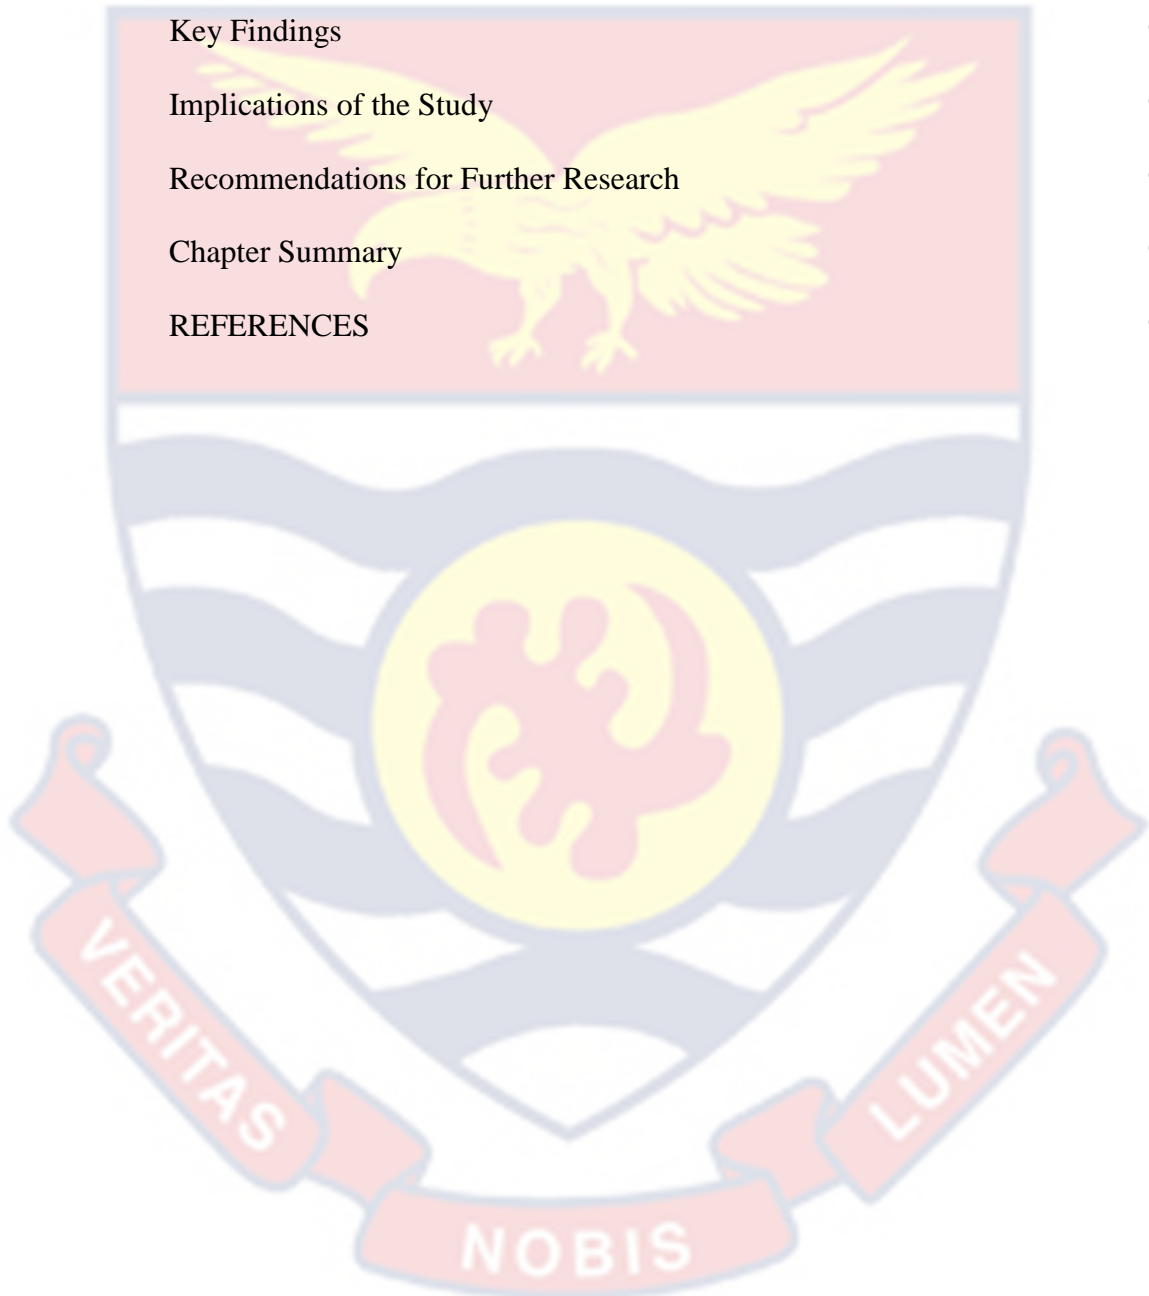 Key Findings
Implications of the Study
Recommendations for Further Research
Chapter Summary
REFERENCES
VERITAS
NOBIS
LUMEN